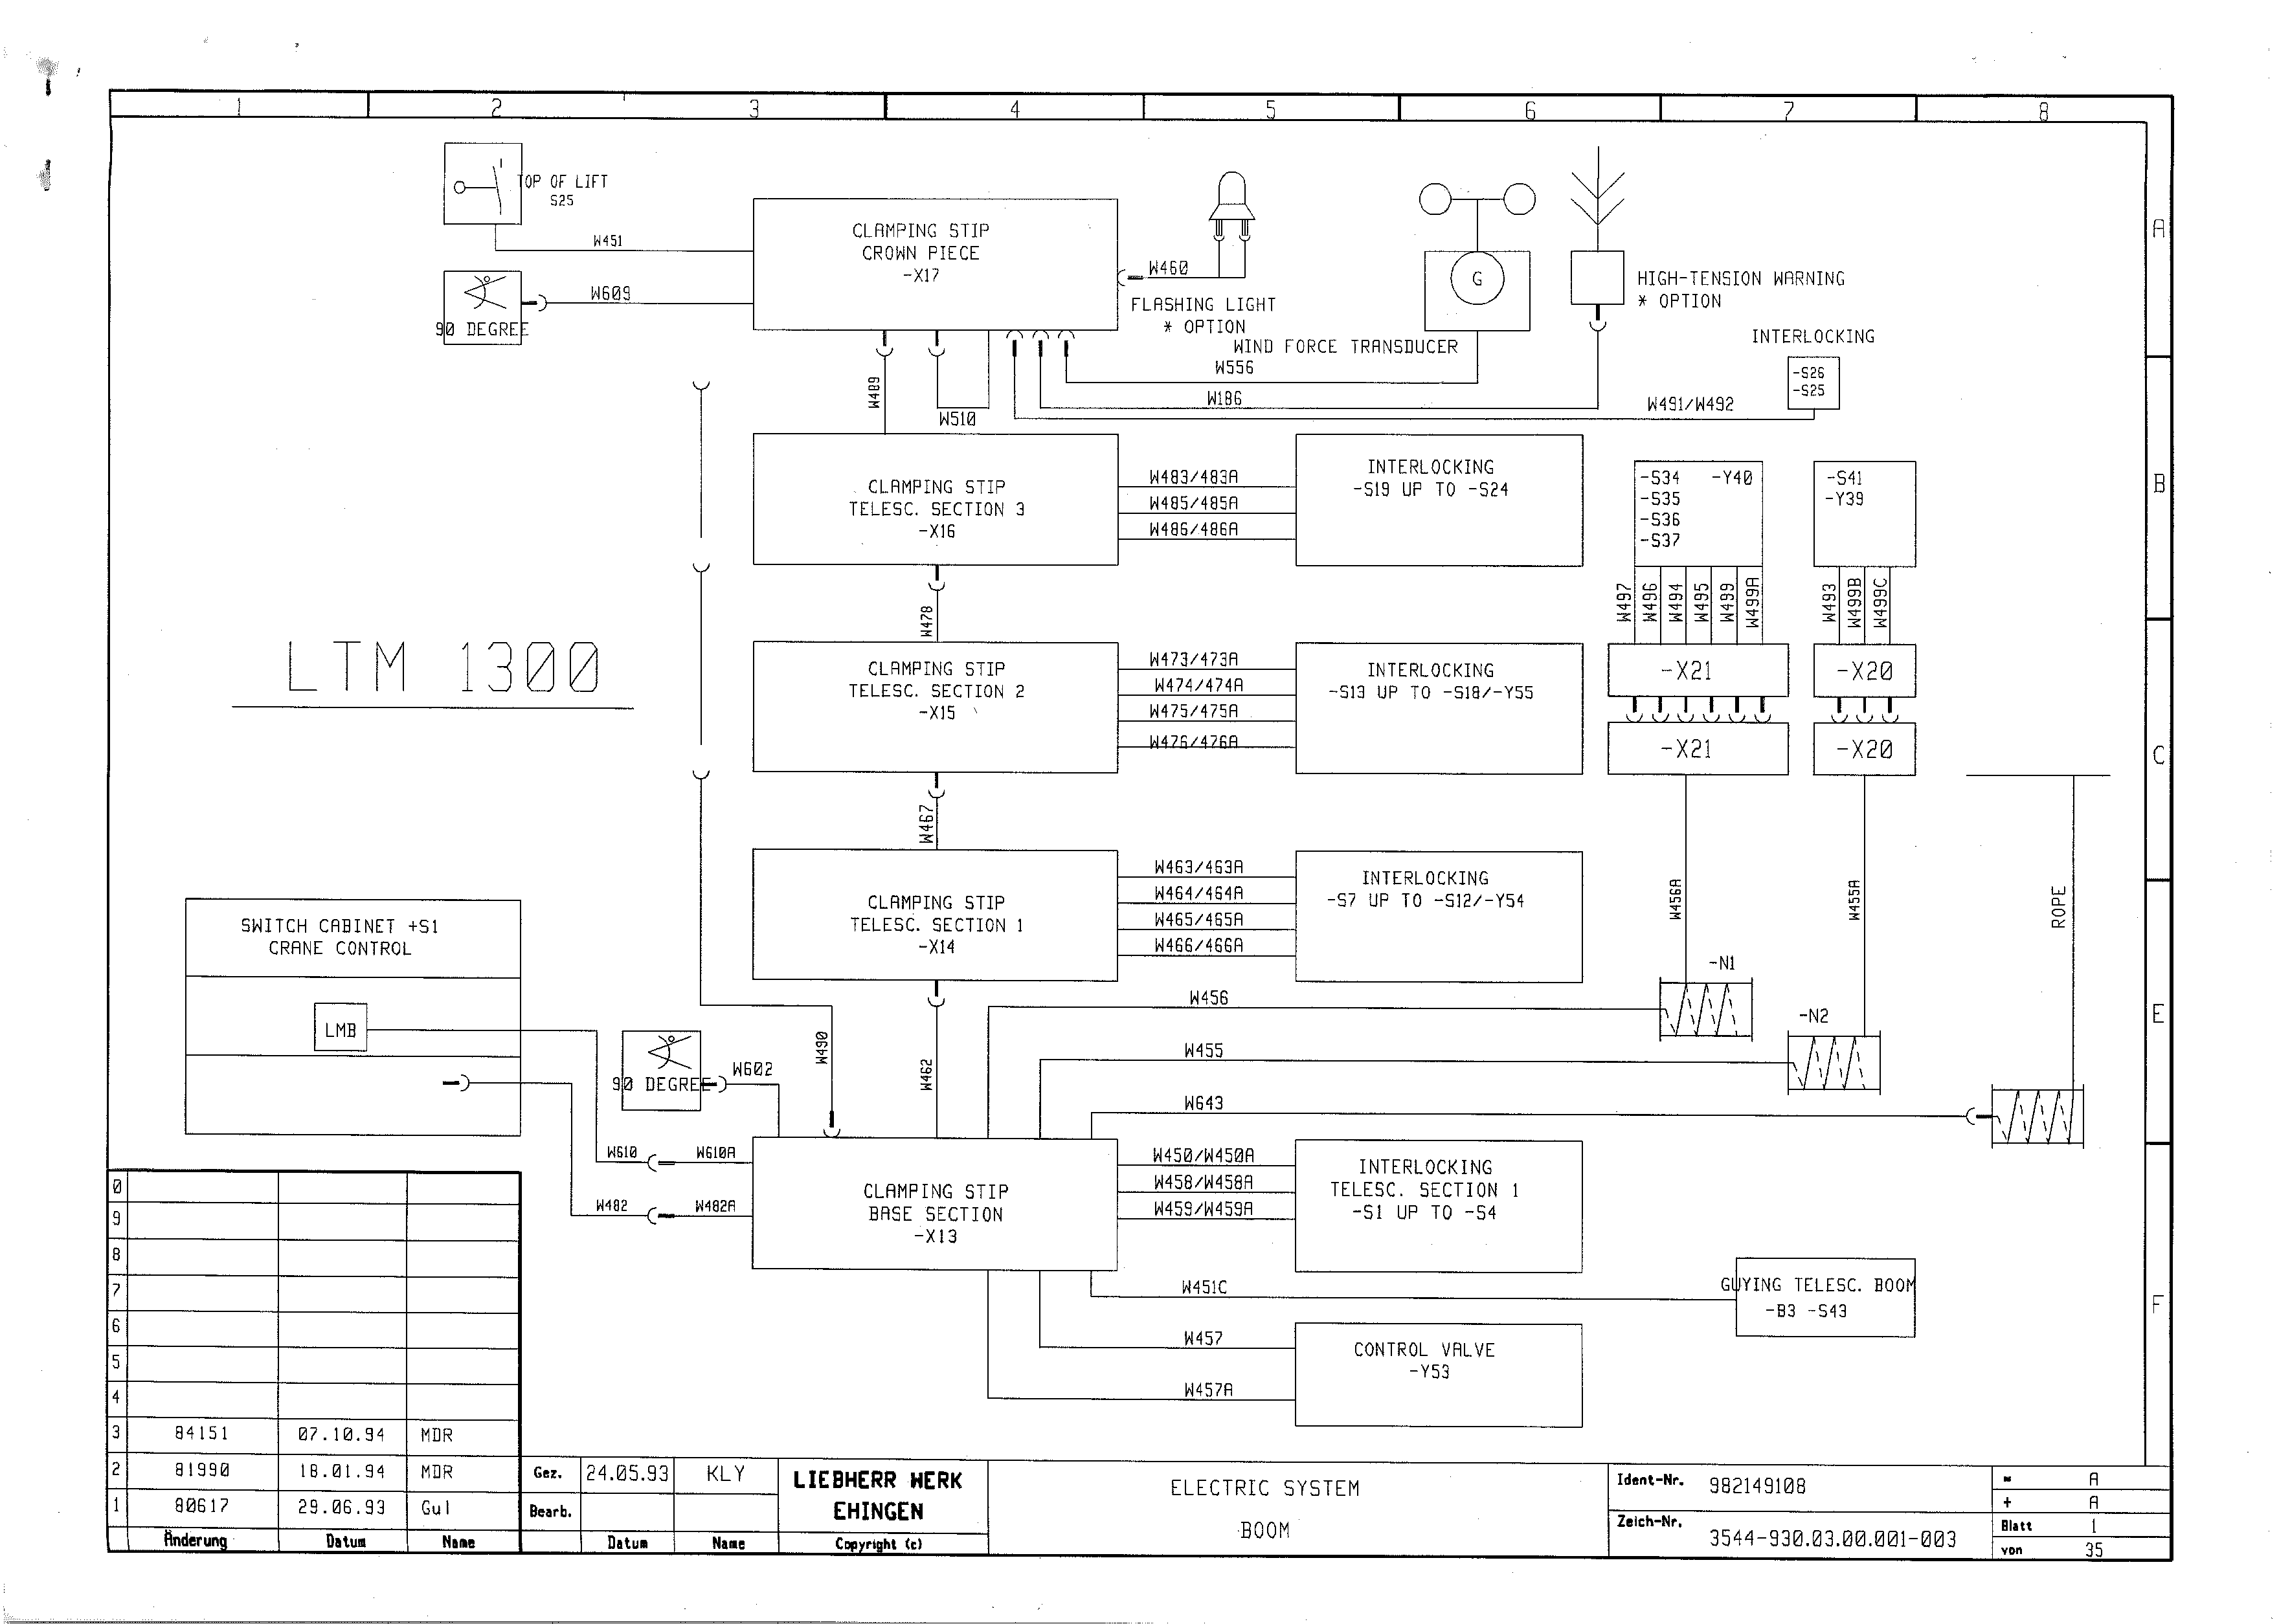 1 2 3 4 5 6 7 8
TOP OF LIFT
S25
W451
90 DEGREE
W609
CLAMPING STIP
CROWN PIECE
-X17
W460
FLASHING LIGHT
* OPTION
WIND FORCE TRANSDUCER
G
HIGH-TENSION WARNING
* OPTION
INTERLOCKING
-S26
-S25
A
W556
W186
W491/W492
W489
W510
CLAMPING STIP
TELESC. SECTION 3
-X16
W483/483A
W485/485A
W486/486A
INTERLOCKING
-S19 UP TO -S24
-S34 -Y40
-S35
-S36
-S37
-S41
-Y39
B
W497
W496
W494
W495
W499
W499A
W493
W499B
W499C
W478
LTM 1300
CLAMPING STIP
TELESC. SECTION 2
-X15
W473/473A
W474/474A
W475/475A
W476/476A
INTERLOCKING
-S13 UP TO -S18/-Y55
-X21
-X20
-X21
-X20
C
W467
CLAMPING STIP
TELESC. SECTION 1
-X14
W463/463A
W464/464A
W465/465A
W466/466A
INTERLOCKING
-S7 UP TO -S12/-Y54
W456A
W455A
ROPE
SWITCH CABINET +S1
CRANE CONTROL
LMB
-N1
-N2
E
90 DEGREE
W602
W490
W462
W456
W455
W643
W610
W610A
W482
W482A
CLAMPING STIP
BASE SECTION
-X13
W450/W450A
W458/W458A
W459/W459A
INTERLOCKING
TELESC. SECTION 1
-S1 UP TO -S4
W451C
GUYING TELESC. BOOM
-B3 -S43
F
W457
W457A
CONTROL VALVE
-Y53
0
9
8
7
6
5
4
3 84151 07.10.94 MDR
2 81990 18.01.94 MDR
1 80617 29.06.93 Gul
Änderung Datum Name
Gez. 24.05.93 KLY
Bearb.
Datum Name
LIEBHERR WERK
EHINGEN
Copyright (c)
ELECTRIC SYSTEM
BOOM
Ident-Nr. 982149108
Zeich-Nr. 3544-930.03.00.001-003
= A
+ A
Blatt 1
von 35